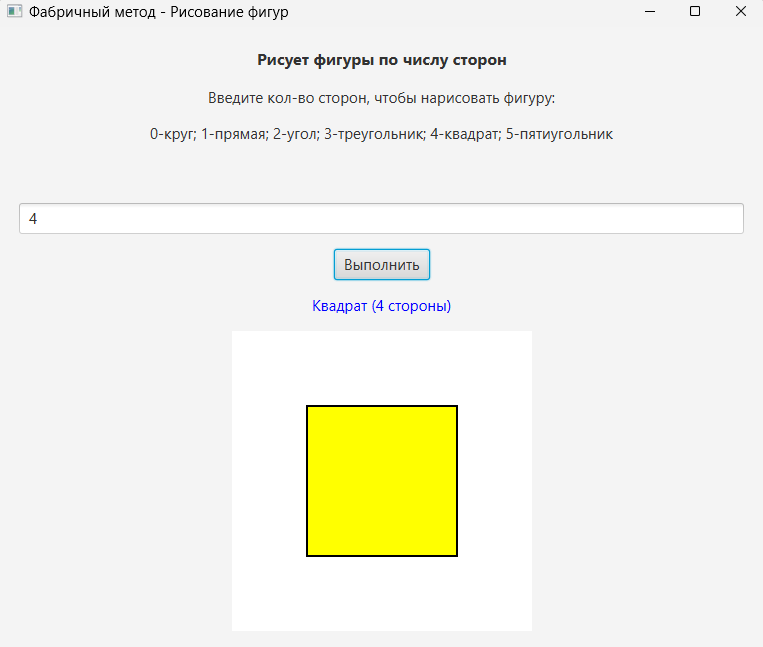 Фабричный метод - Рисование фигур
Рисует фигуры по числу сторон
Введите кол-во сторон, чтобы нарисовать фигуру:
0-круг; 1-прямая; 2-угол; 3-треугольник; 4-квадрат; 5-пятиугольник
4
Выполнить
Квадрат (4 стороны)